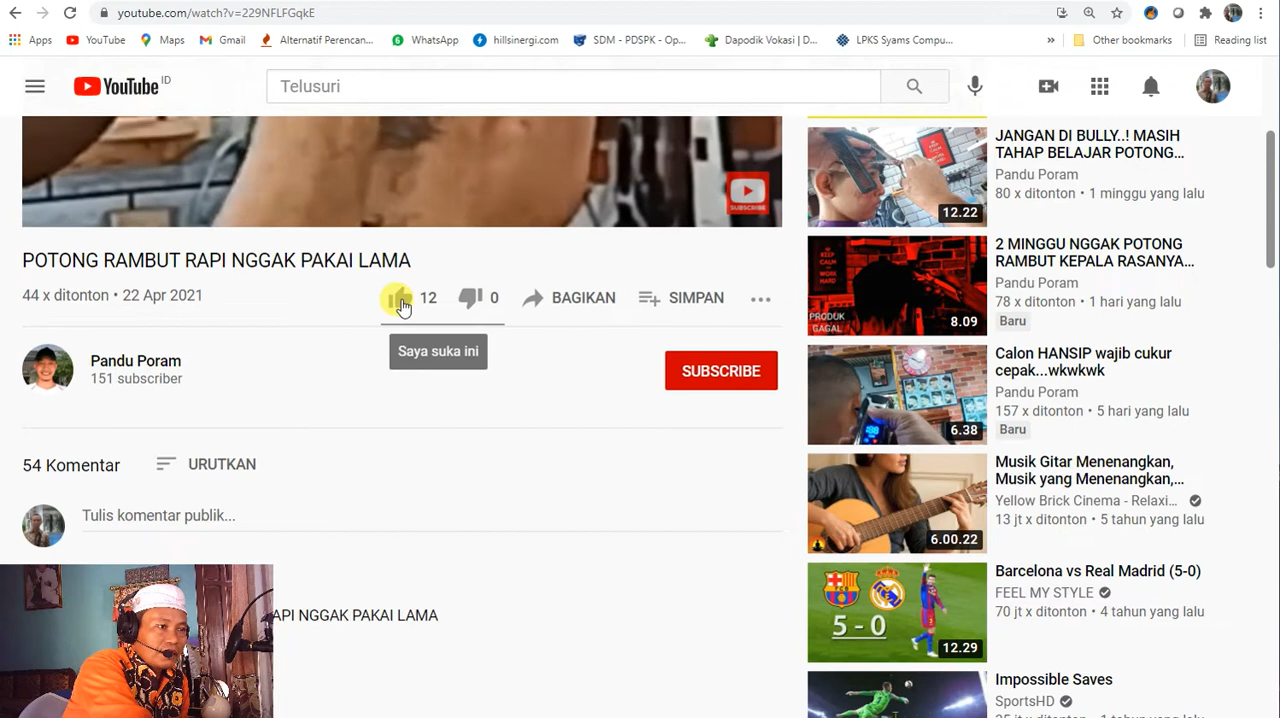 youtube.com/watch?v=229NFLFGqkE
Apps
YouTube
Maps
Gmail
Alternatif Perencan...
WhatsApp
hillsinergi.com
SDM - PDSPK - Op...
Dapodik Vokasi | D...
LPKS Syams Compu...
»
Other bookmarks
Reading list
YouTube ID
Telusuri
SUBSCRIBE
POTONG RAMBUT RAPI NGGAK PAKAI LAMA
44 x ditonton • 22 Apr 2021
12
0
BAGIKAN
SIMPAN
Saya suka ini
Pandu Poram
151 subscriber
SUBSCRIBE
54 Komentar
URUTKAN
Tulis komentar publik...
API NGGAK PAKAI LAMA
JANGAN DI BULLY..! MASIH
TAHAP BELAJAR POTONG...
Pandu Poram
80 x ditonton • 1 minggu yang lalu
12.22
2 MINGGU NGGAK POTONG
RAMBUT KEPALA RASANYA...
Pandu Poram
78 x ditonton • 1 hari yang lalu
Baru
PRODUK
GAGAL
8.09
Calon HANSIP wajib cukur
cepak...wkwkwk
Pandu Poram
157 x ditonton • 5 hari yang lalu
Baru
6.38
Musik Gitar Menenangkan,
Musik yang Menenangkan,...
Yellow Brick Cinema - Relaxi...
13 jt x ditonton • 5 tahun yang lalu
6.00.22
Barcelona vs Real Madrid (5-0)
FEEL MY STYLE
70 jt x ditonton • 4 tahun yang lalu
5 - 0
12.29
Impossible Saves
SportsHD